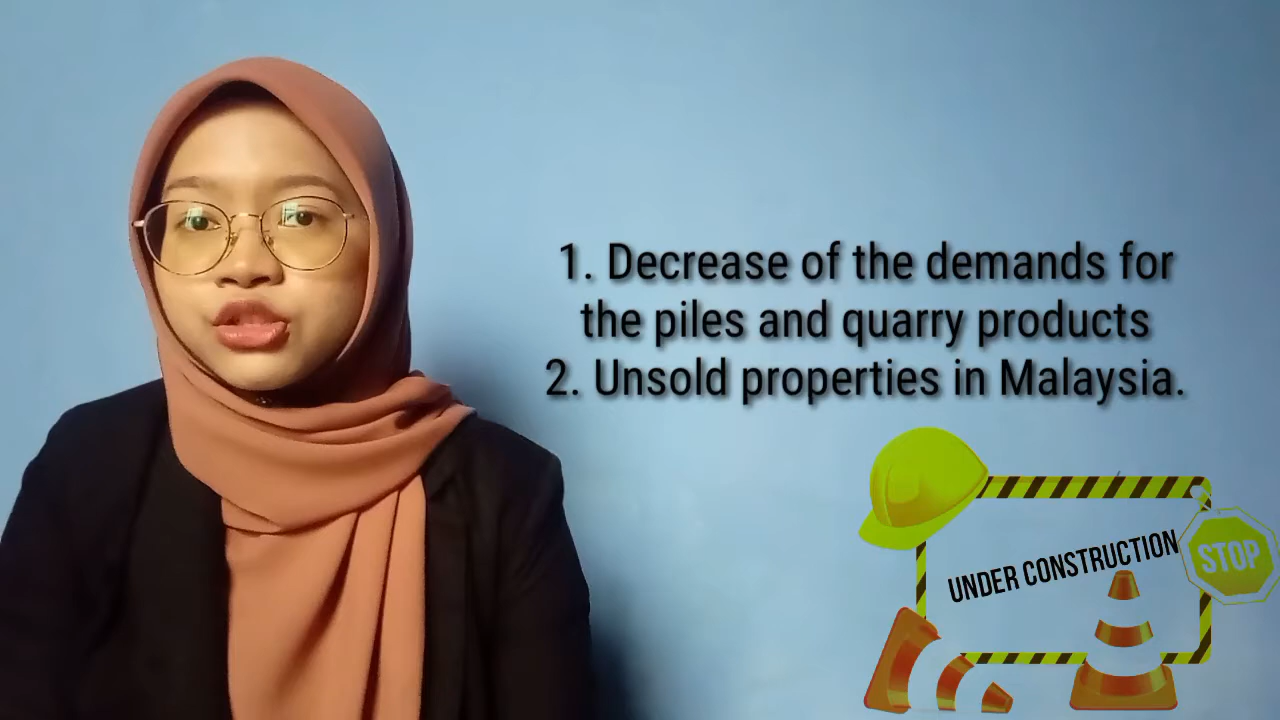 1. Decrease of the demands for
the piles and quarry products
2. Unsold properties in Malaysia.
UNDER CONSTRUCTION
STOP